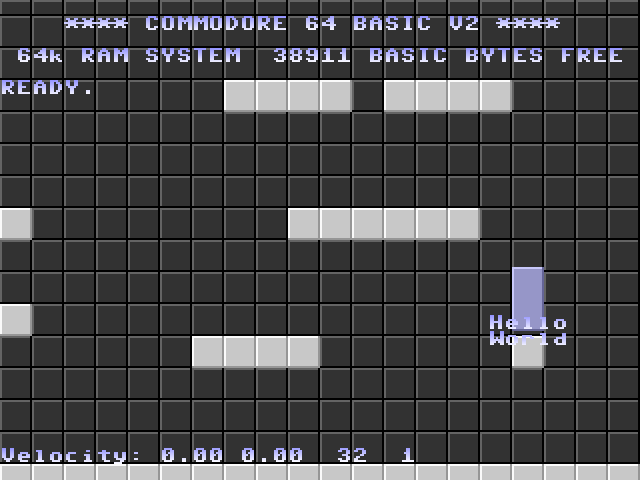 **** COMMODORE 64 BASIC V2 ****
64k RAM SYSTEM  38911 BASIC BYTES FREE
READY.
Hello
World
Velocity: 0.00 0.00  32  1